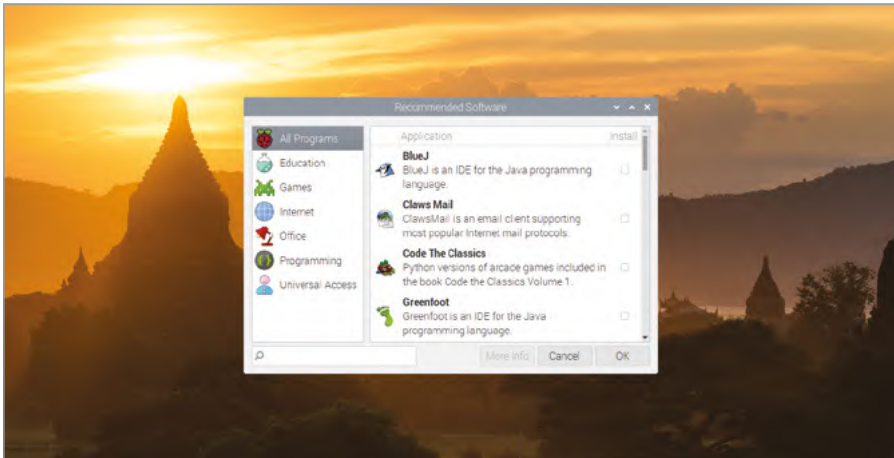 Recommended Software
All Programs
Education
Games
Internet
Office
Programming
Universal Access
Application Install
BlueJ
BlueJ is an IDE for the Java programming
language.
Claws Mail
ClawsMail is an email client supporting
most popular Internet mail protocols.
Code The Classics
Python versions of arcace games included in
the book Code the Classics Volume 1.
Greenfoot
Greenfoot is an IDE for the Java
programming language.
More Info Cancel OK